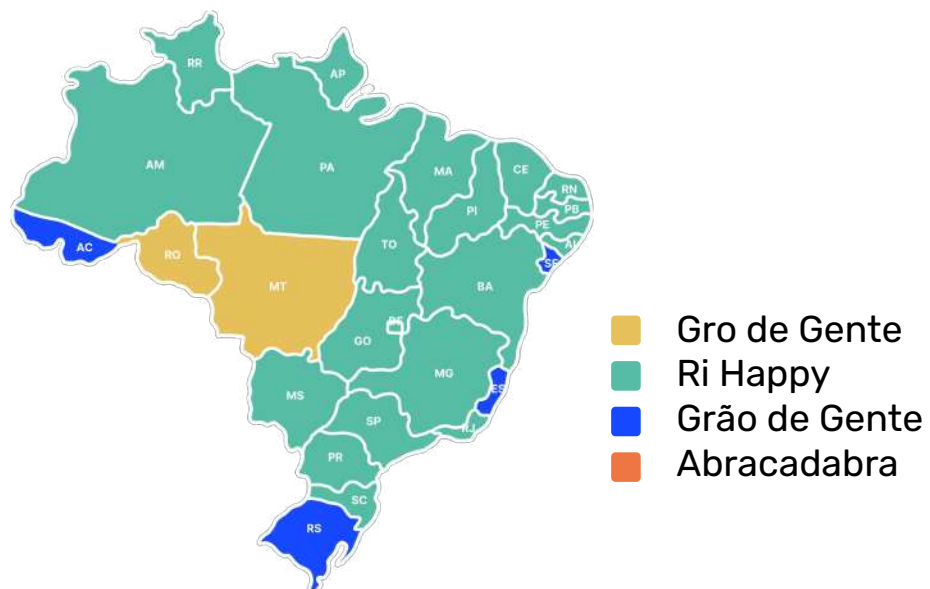 RR
AP
AM
PA
MA
CE
RN
PB
PI
PE
AL
AC
RO
TO
SE
MT
BA
DF
GO
MG
ES
MS
SP
RJ
PR
SC
RS
Gro de Gente
Ri Happy
Grão de Gente
Abracadabra